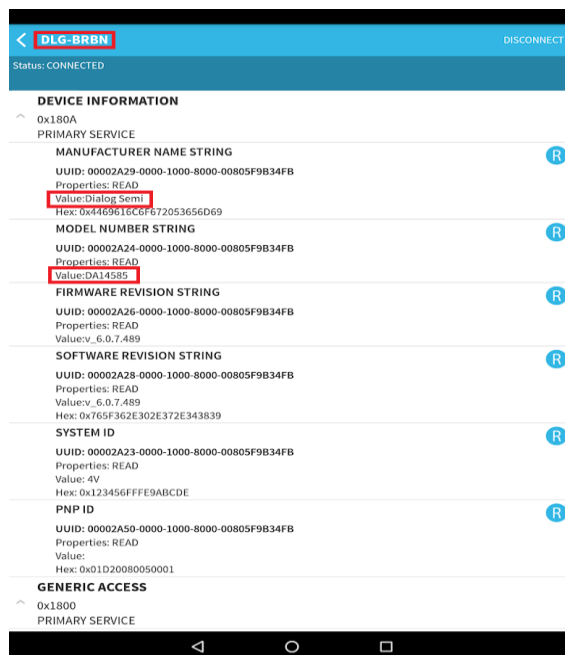 DLG-BRBN
DISCONNECT
Status: CONNECTED
DEVICE INFORMATION
0x180A
PRIMARY SERVICE
MANUFACTURER NAME STRING
R
UUID: 00002A29-0000-1000-8000-00805F9B34FB
Properties: READ
Value:Dialog Semi
Hex: 0x4469616C6F672053656D69
MODEL NUMBER STRING
R
UUID: 00002A24-0000-1000-8000-00805F9B34FB
Properties: READ
Value:DA14585
FIRMWARE REVISION STRING
R
UUID: 00002A26-0000-1000-8000-00805F9B34FB
Properties: READ
Value:v_6.0.7.489
SOFTWARE REVISION STRING
R
UUID: 00002A28-0000-1000-8000-00805F9B34FB
Properties: READ
Value:v_6.0.7.489
Hex: 0x765F362E302E372E343839
SYSTEM ID
R
UUID: 00002A23-0000-1000-8000-00805F9B34FB
Properties: READ
Value: 4V
Hex: 0x123456FFFE9ABCDE
PNP ID
R
UUID: 00002A50-0000-1000-8000-00805F9B34FB
Properties: READ
Value:
Hex: 0x01D20080050001
GENERIC ACCESS
0x1800
PRIMARY SERVICE